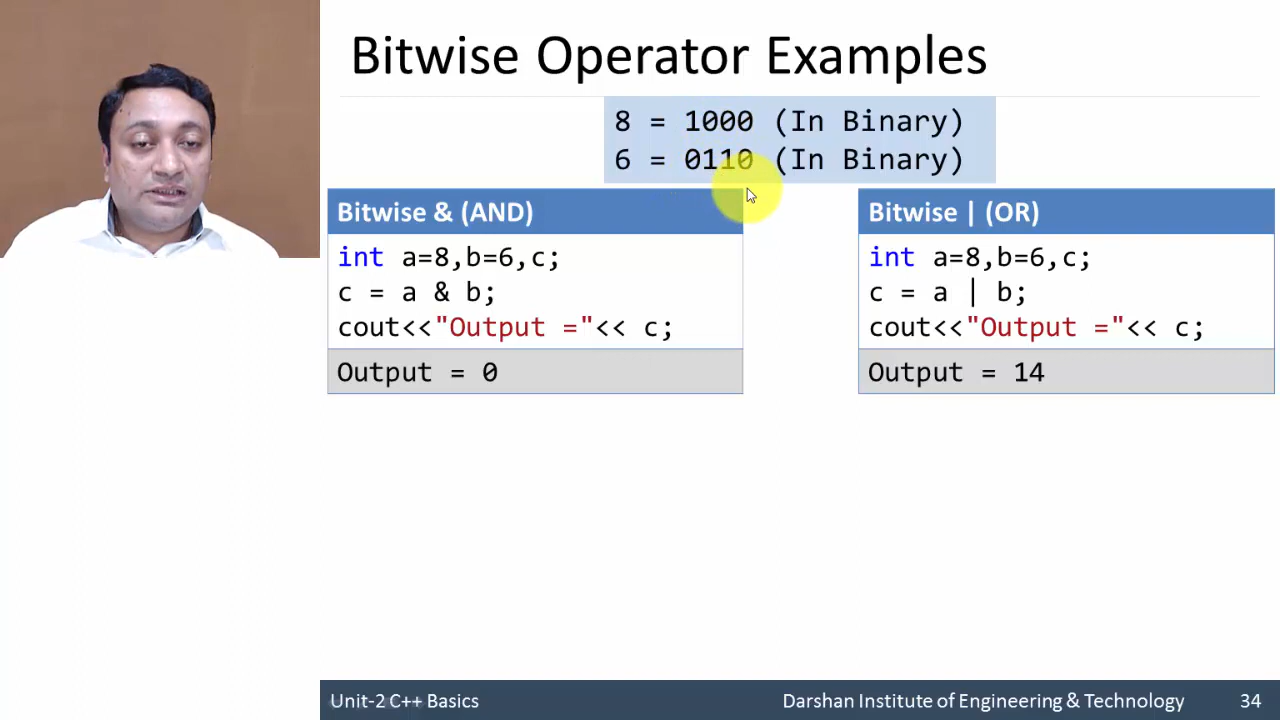 Bitwise Operator Examples
8 = 1000 (In Binary)
6 = 0110 (In Binary)
Bitwise & (AND)
int a=8,b=6,c;
c = a & b;
cout<<"Output ="<< c;
Output = 0
Bitwise | (OR)
int a=8,b=6,c;
c = a | b;
cout<<"Output ="<< c;
Output = 14
Unit-2 C++ Basics
Darshan Institute of Engineering & Technology
34